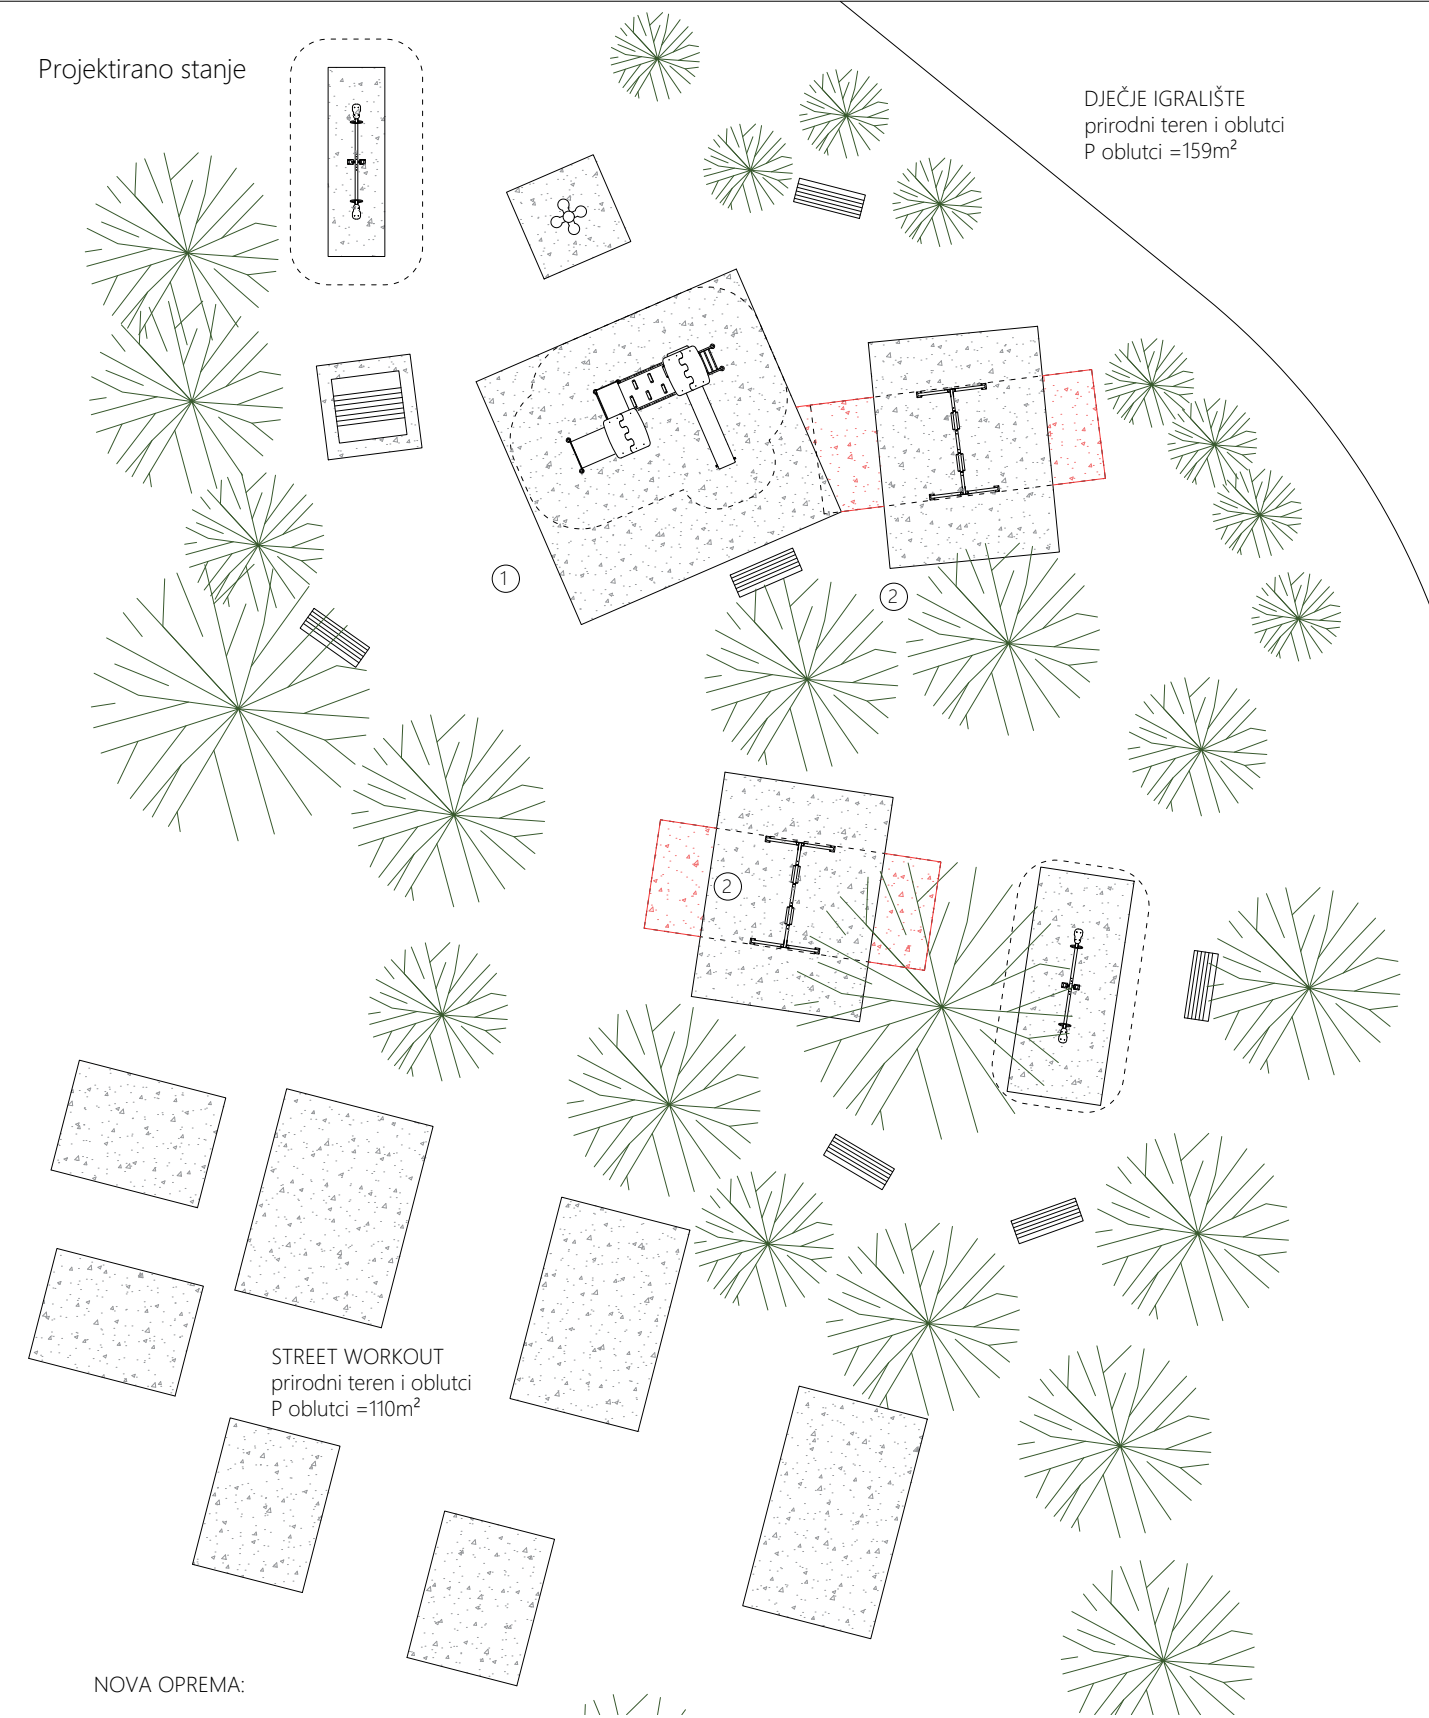 Projektirano stanje
DJEČJE IGRALIŠTE
prirodni teren i oblutci
P oblutci =159m²
1
2
2
STREET WORKOUT
prirodni teren i oblutci
P oblutci =110m²
NOVA OPREMA: